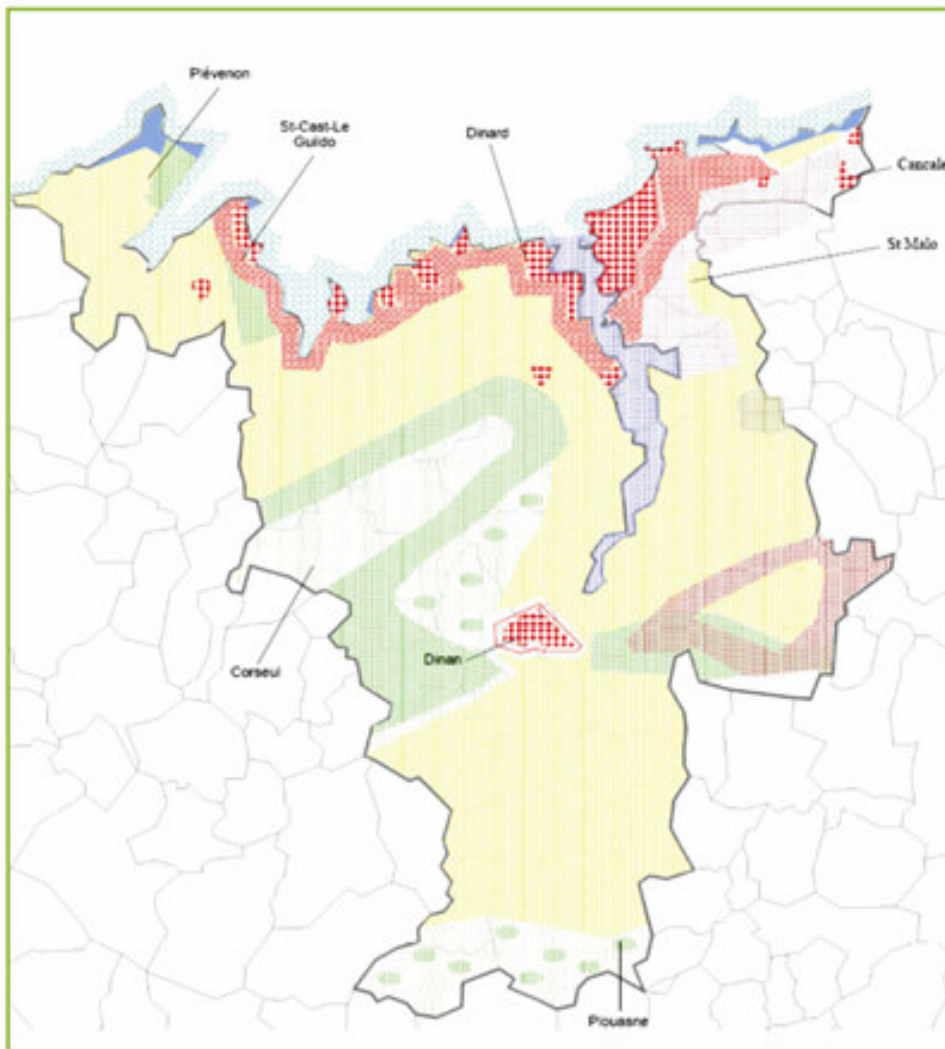 Plévenon
St-Cast-Le
Guildo
Dinard
Cancale
St Malo
Dinan
Corseul
Plouasne